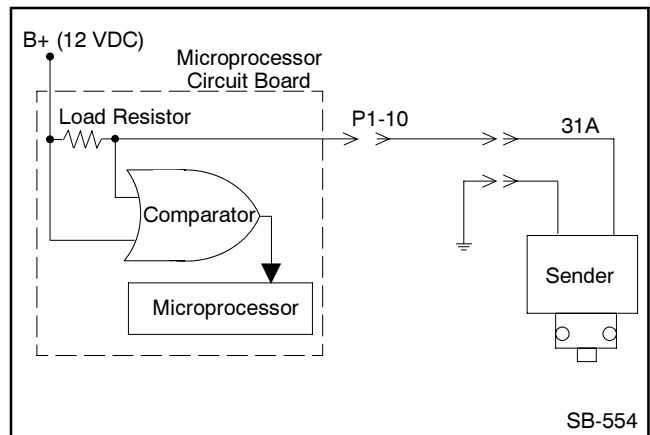 B+ (12 VDC)
Microprocessor
Circuit Board
Load Resistor
P1-10
31A
Comparator
Sender
Microprocessor
SB-554